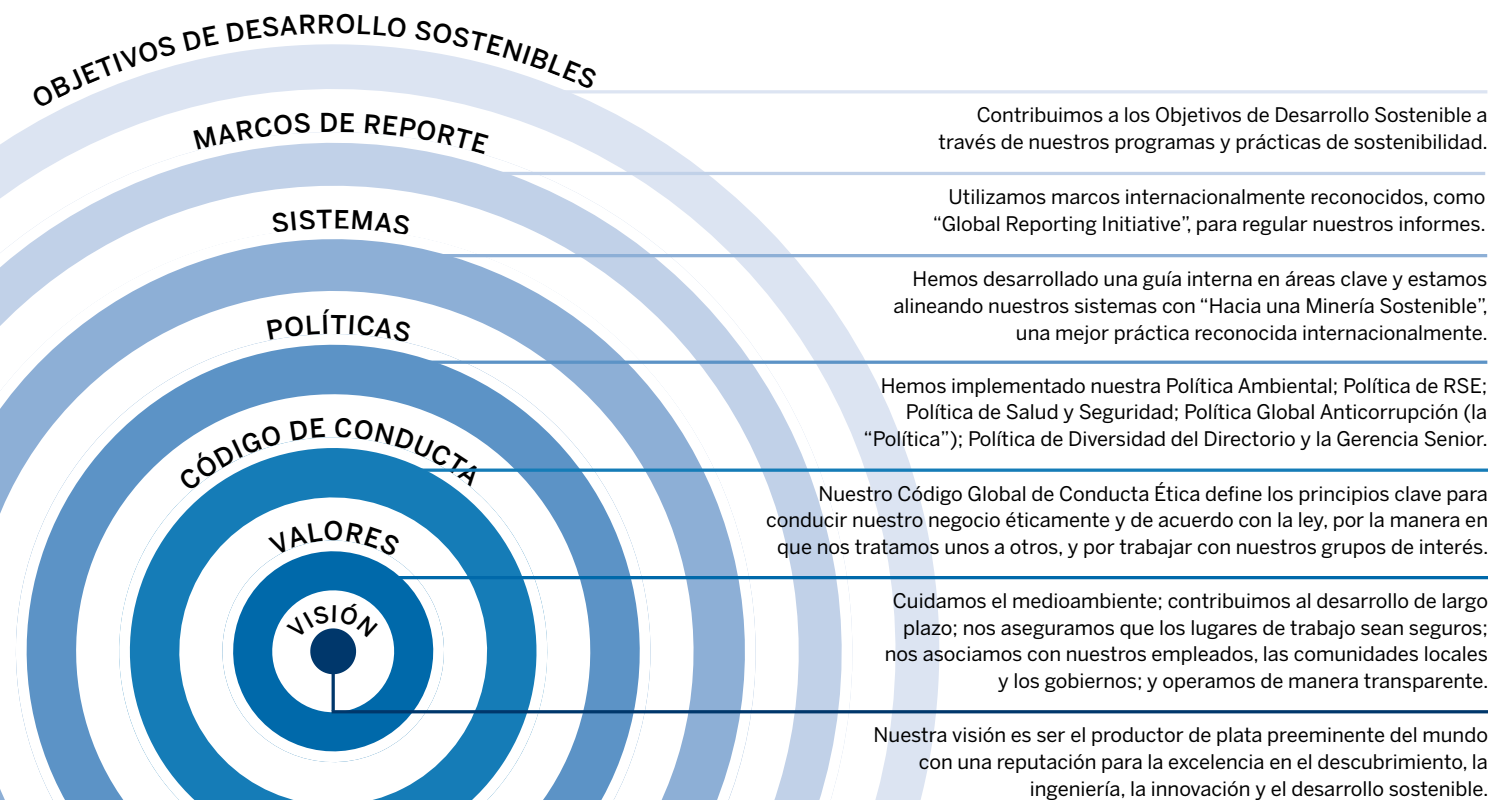 OBJETIVOS DE DESARROLLO SOSTENIBLES
Contribuimos a los Objetivos de Desarrollo Sostenible a
través de nuestros programas y prácticas de sostenibilidad.
MARCOS DE REPORTE
Utilizamos marcos internacionalmente reconocidos, como
“Global Reporting Initiative”, para regular nuestros informes.
SISTEMAS
Hemos desarrollado una guía interna en áreas clave y estamos
alineando nuestros sistemas con “Hacia una Minería Sostenible”,
una mejor práctica reconocida internacionalmente.
POLÍTICAS
Hemos implementado nuestra Política Ambiental; Política de RSE;
Política de Salud y Seguridad; Política Global Anticorrupción (la
“Política”); Política de Diversidad del Directorio y la Gerencia Senior.
CÓDIGO DE CONDUCTA
Nuestro Código Global de Conducta Ética define los principios clave para
conducir nuestro negocio éticamente y de acuerdo con la ley, por la manera en
que nos tratamos unos a otros, y por trabajar con nuestros grupos de interés.
VALORES
Cuidamos el medioambiente; contribuimos al desarrollo de largo
plazo; nos aseguramos que los lugares de trabajo sean seguros;
nos asociamos con nuestros empleados, las comunidades locales
y los gobiernos; y operamos de manera transparente.
VISIÓN
Nuestra visión es ser el productor de plata preeminente del mundo
con una reputación para la excelencia en el descubrimiento, la
ingeniería, la innovación y el desarrollo sostenible.